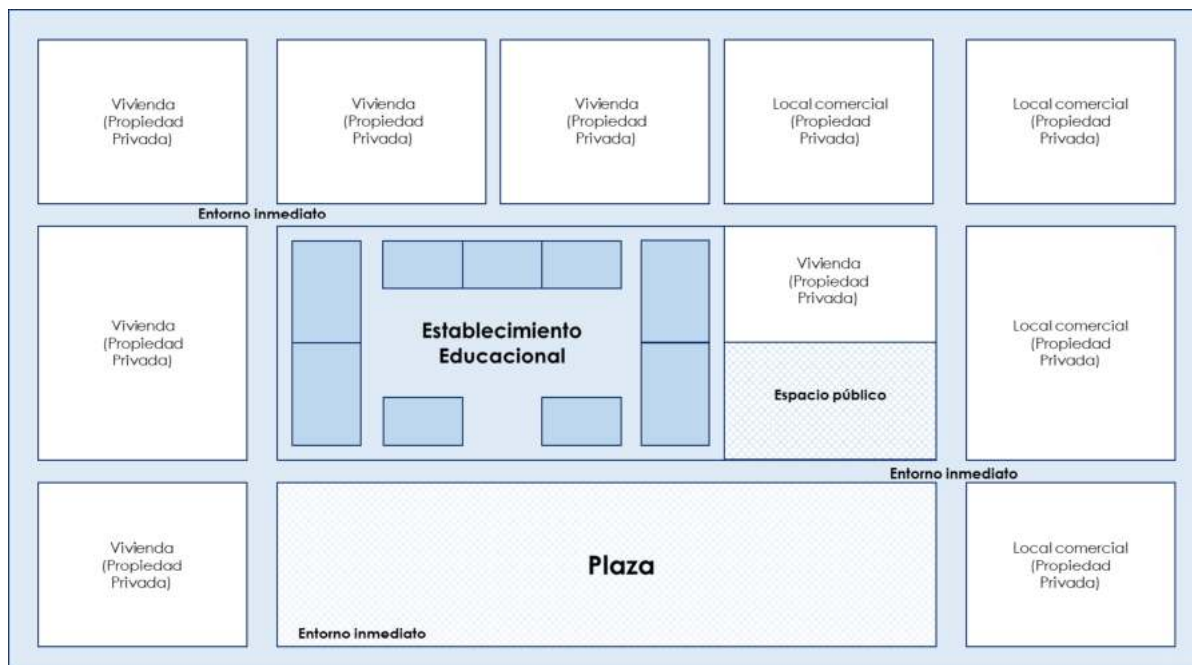 Vivienda
(Propiedad
Privada)
Vivienda
(Propiedad
Privada)
Vivienda
(Propiedad
Privada)
Local comercial
(Propiedad
Privada)
Local comercial
(Propiedad
Privada)
Entorno inmediato
Vivienda
(Propiedad
Privada)
Establecimiento
Educacional
Vivienda
(Propiedad
Privada)
Espacio público
Local comercial
(Propiedad
Privada)
Entorno inmediato
Vivienda
(Propiedad
Privada)
Plaza
Entorno inmediato
Local comercial
(Propiedad
Privada)